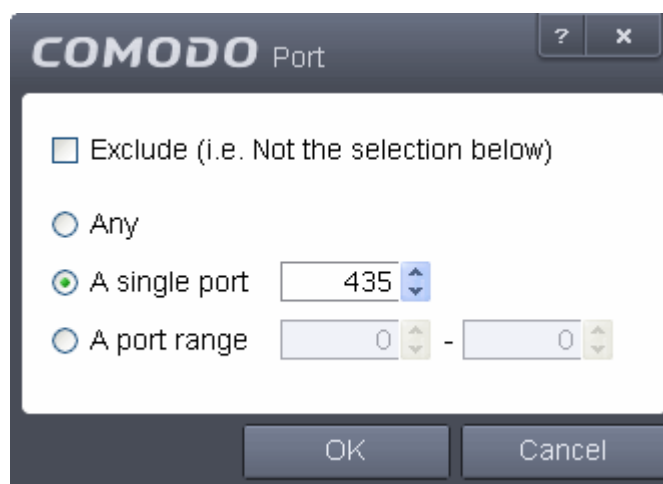 COMODO Port
? x
Exclude (i.e. Not the selection below)
Any
A single port 435
A port range 0 - 0
OK Cancel